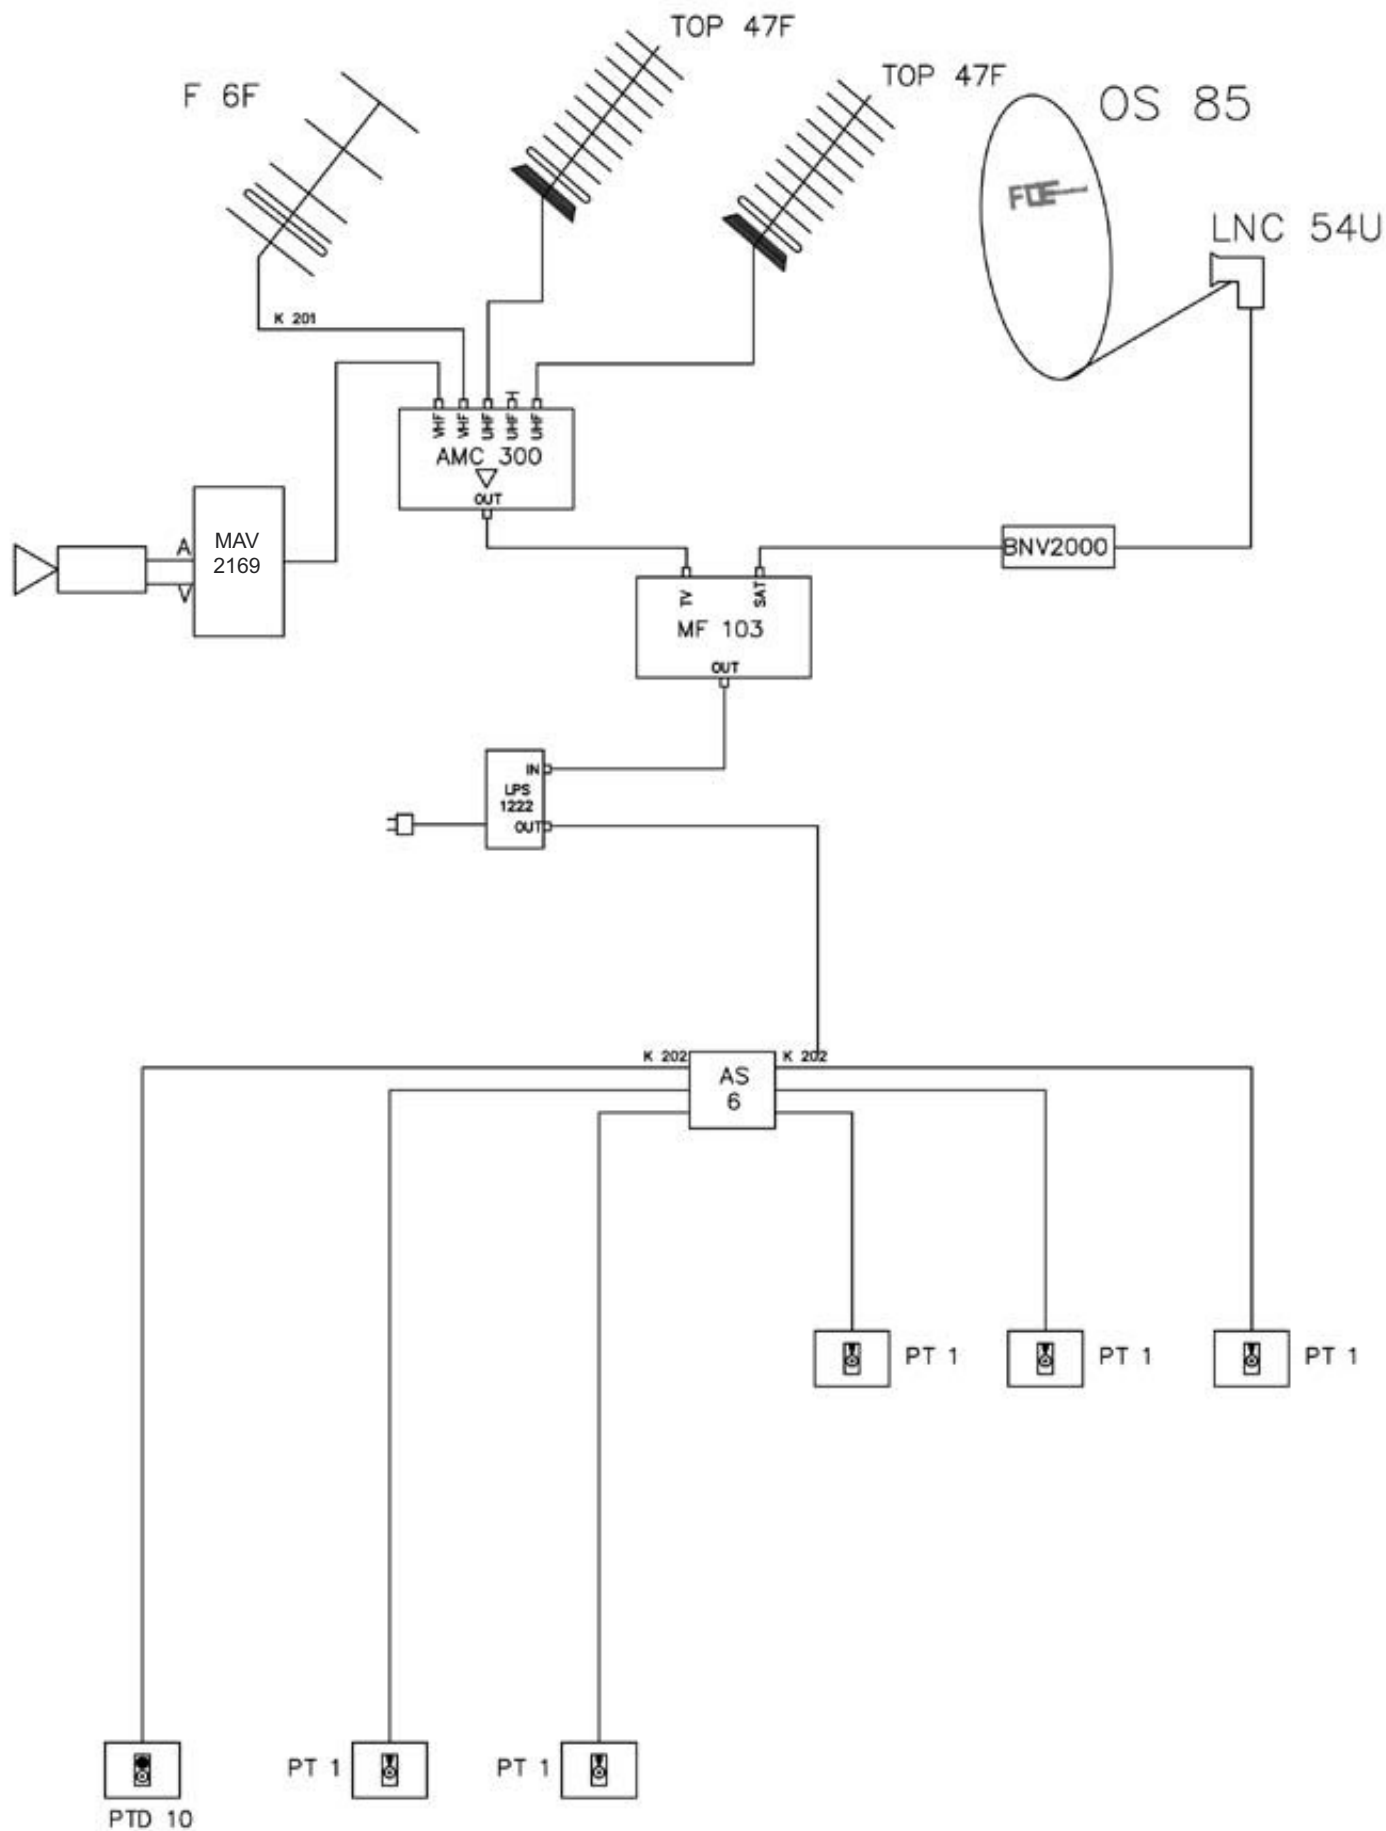 TOP 47F
F 6F
TOP 47F
OS 85
FTE
LNC 54U
K 201
VHF
VHF
UHF
UHF
UHF
AMC 300
OUT
A
V
MAV
2169
BNV2000
TV
SAT
MF 103
OUT
IN
LPS
1222
OUT
K 202
K 202
AS
6
PT 1
PT 1
PT 1
PT 1
PT 1
PTD 10